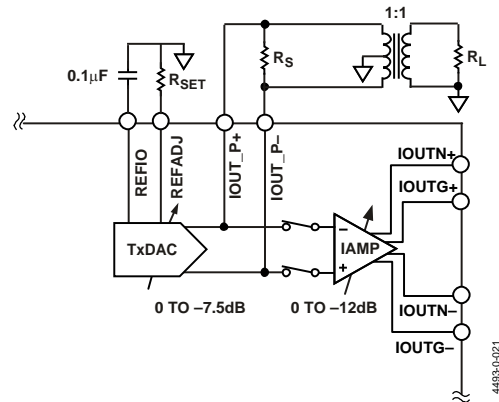 1:1
0.1µF
RSET
RS
RL
REFIO
REFADJ
IOUT_P+
IOUT_P–
IOUTN+
IOUTG+
TxDAC
IAMP
–
+
0 TO –7.5dB
0 TO –12dB
IOUTN–
IOUTG–
4493-0-021